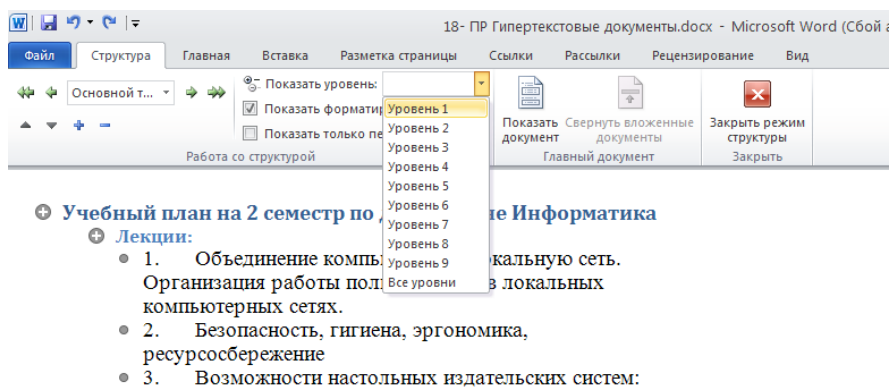 18- ПР Гипертекстовые документы.docx - Microsoft Word (Сбой а
Файл Структура Главная Вставка Разметка страницы Ссылки Рассылки Рецензирование Вид
Основной т... Показать уровень:
Показать форматир
Показать только пе
Работа со структурой
Уровень 1
Уровень 2
Уровень 3
Уровень 4
Уровень 5
Уровень 6
Уровень 7
Уровень 8
Уровень 9
Все уровни
Показать документ
Свернуть вложенные документы
Главный документ
Закрыть режим структуры
Закрыть
Учебный план на 2 семестр по не Информатика
Лекции:
1. Объединение компь кальную сеть.
Организация работы пол в локальных
компьютерных сетях.
2. Безопасность, гигиена, эргономика,
ресурсосбережение
3. Возможности настольных издательских систем: